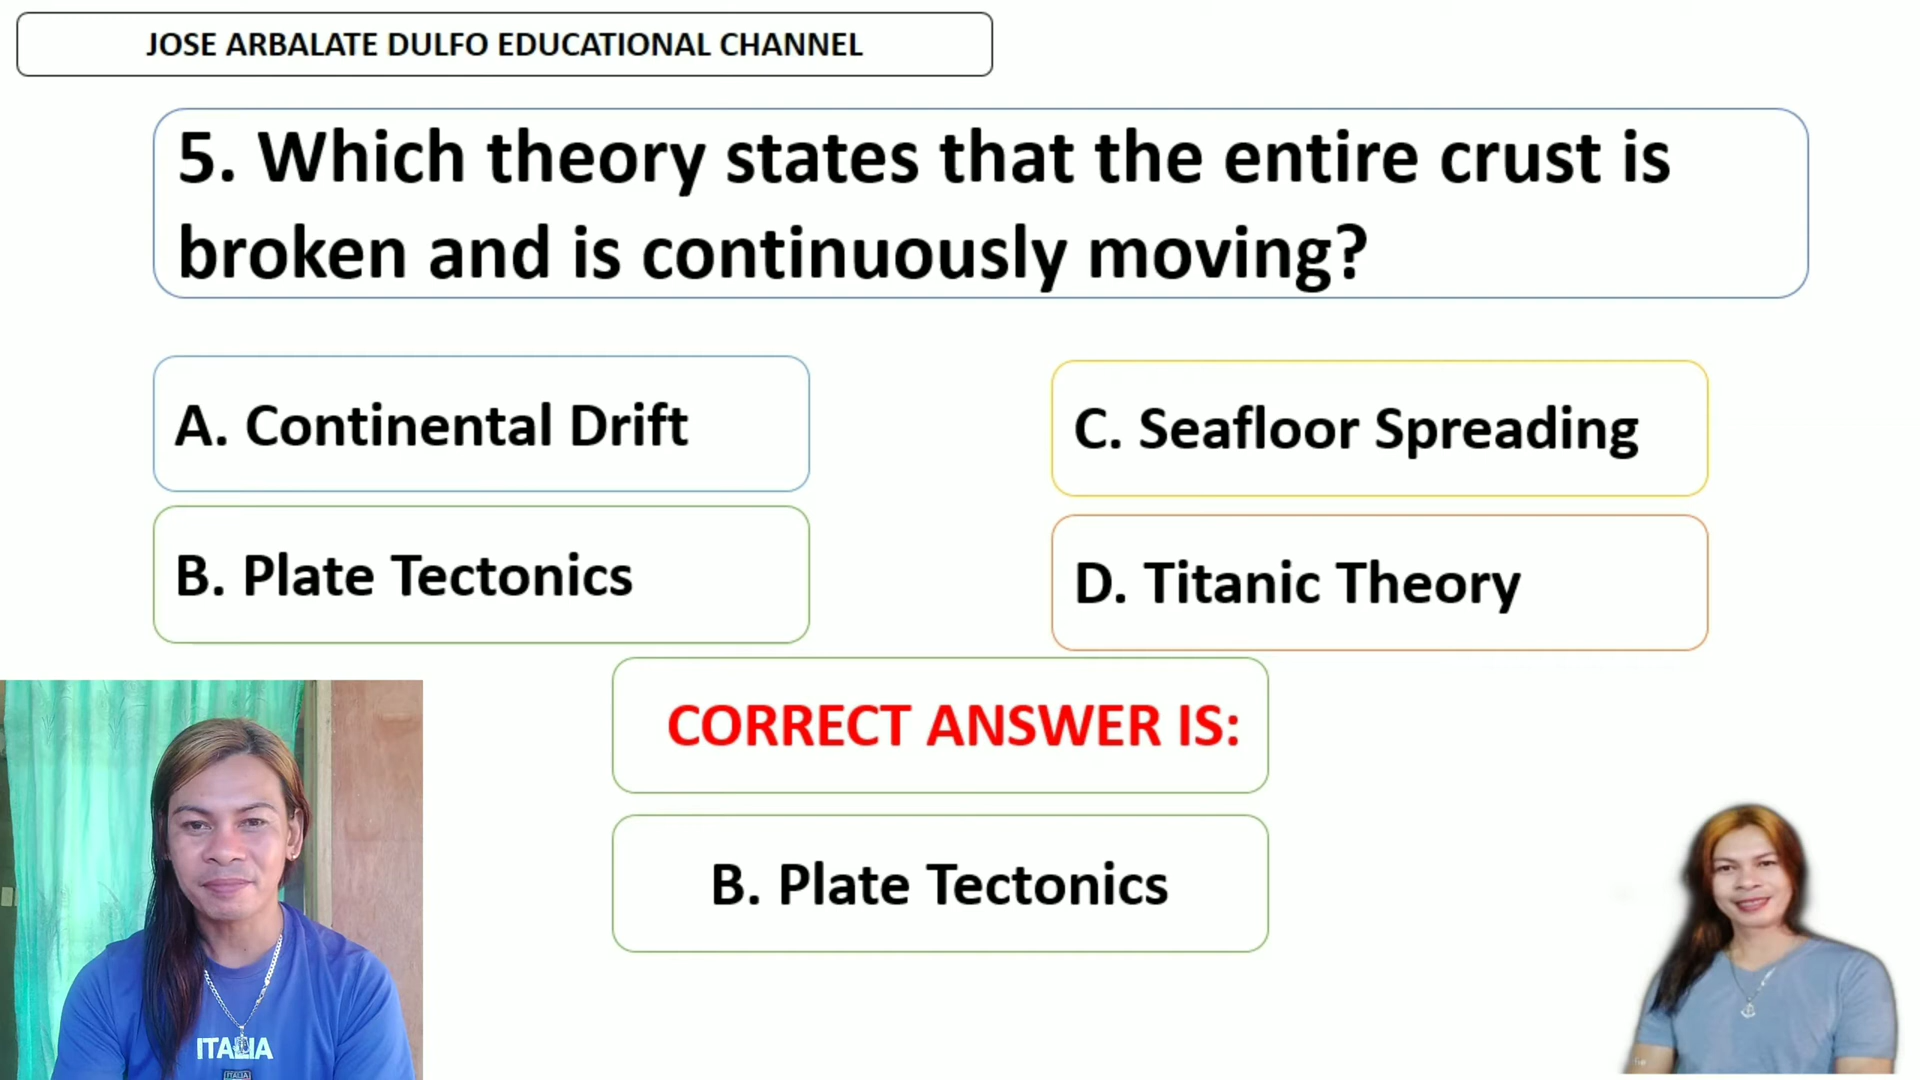 JOSE ARBALATE DULFO EDUCATIONAL CHANNEL
5. Which theory states that the entire crust is
broken and is continuously moving?
A. Continental Drift
C. Seafloor Spreading
B. Plate Tectonics
D. Titanic Theory
CORRECT ANSWER IS:
B. Plate Tectonics
ITALIA
ITALIA